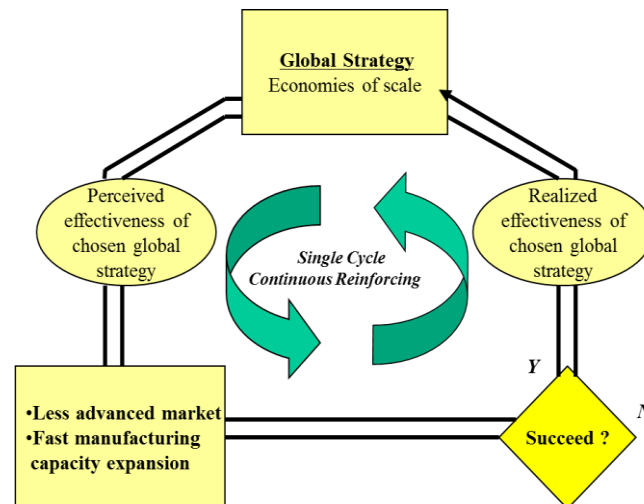 Global Strategy
Economies of scale
Perceived
effectiveness of
chosen global
strategy
Realized
effectiveness of
chosen global
strategy
Single Cycle
Continuous Reinforcing
Y
N
•Less advanced market
•Fast manufacturing
capacity expansion
Succeed ?